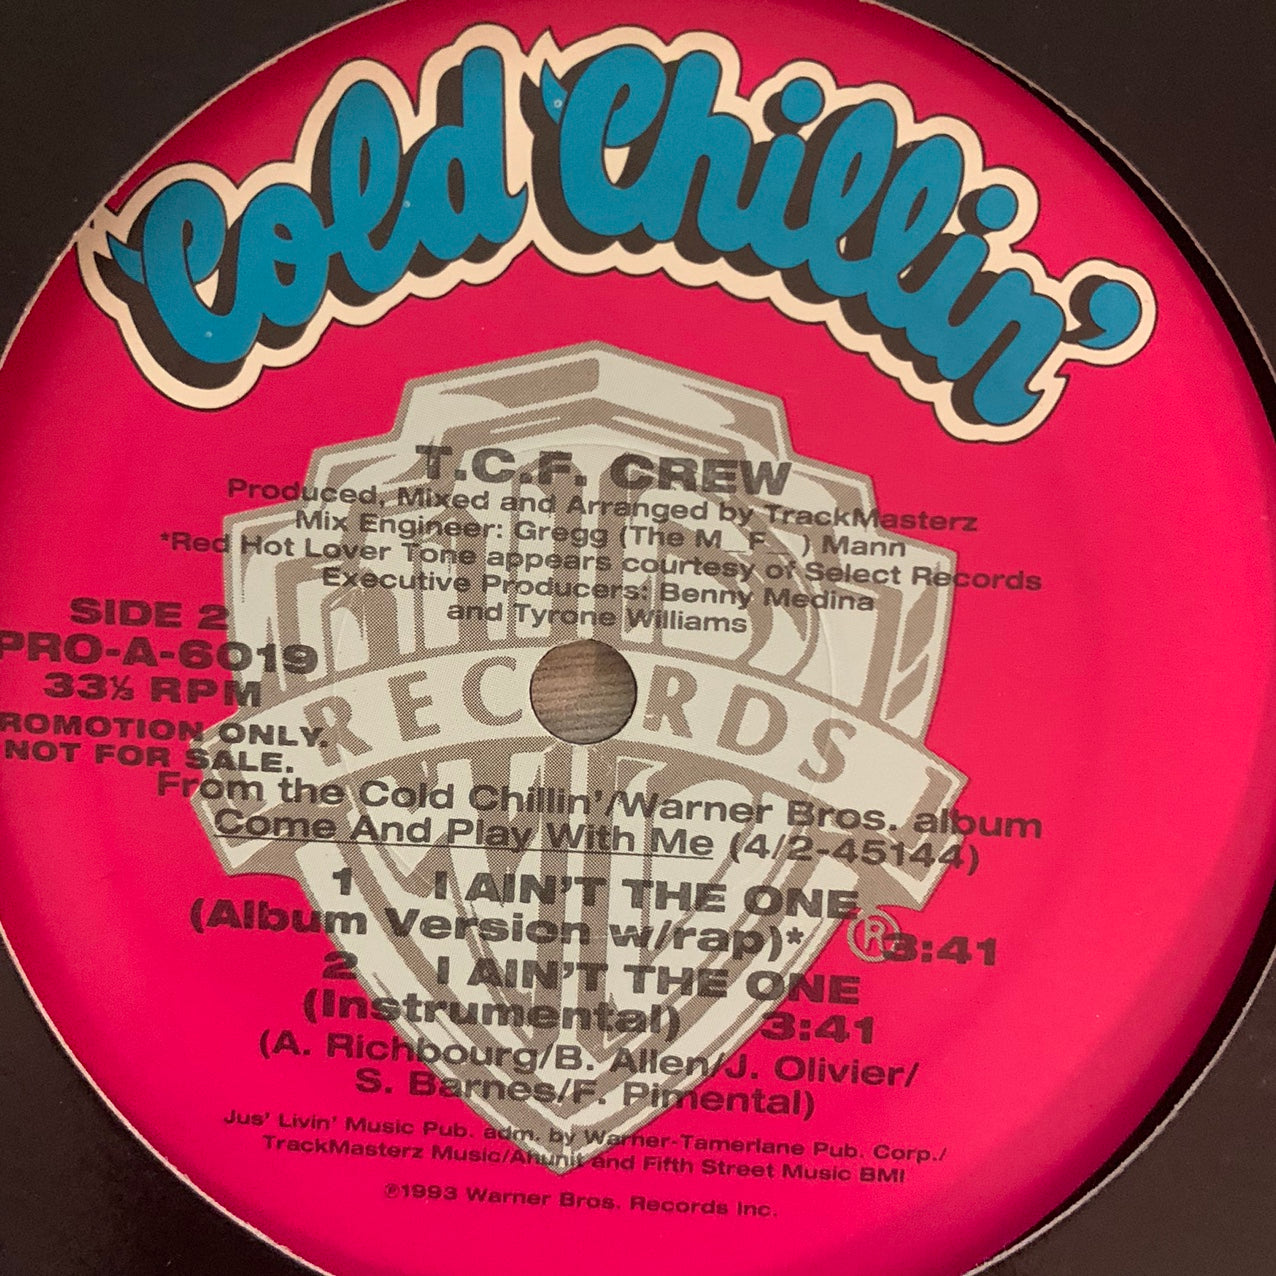 Cold Chillin'
T.C.F. CREW
Produced, Mixed and Arranged by TrackMasterz
Mix Engineer: Gregg (The M_F__) Mann
*Red Hot Lover Tone appears courtesy of Select Records
Executive Producers: Benny Medina
and Tyrone Williams
SIDE 2
PRO-A-6019
33⅓ RPM
ROMOTION ONLY.
NOT FOR SALE.
RECORDS
From the Cold Chillin'/Warner Bros. album
Come And Play With Me (4/2-45144)
1 I AIN'T THE ONE
(Album Version w/rap)* ® 3:41
2 I AIN'T THE ONE
(Instrumental) 3:41
(A. Richbourg/B. Allen/J. Olivier/
S. Barnes/F. Pimental)
Jus' Livin' Music Pub. adm. by Warner-Tamerlane Pub. Corp./
TrackMasterz Music/Ahunit and Fifth Street Music BMI
℗1993 Warner Bros. Records Inc.